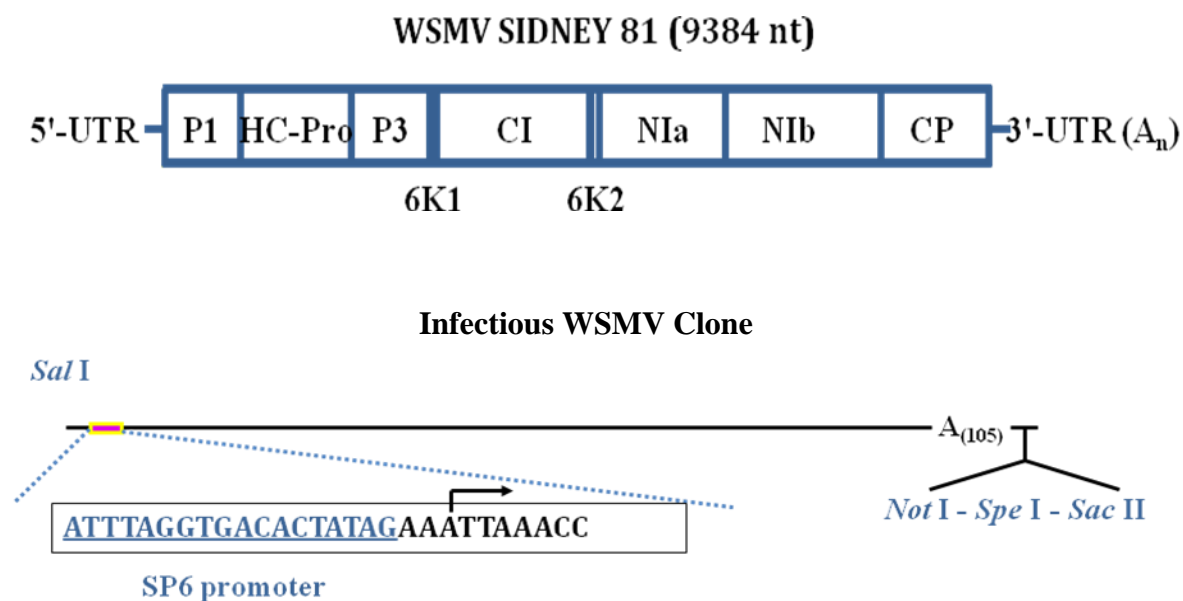 WSMV SIDNEY 81 (9384 nt)
5'-UTR P1 HC-Pro P3 CI NIa NIb CP 3'-UTR (An)
6K1 6K2
Infectious WSMV Clone
Sal I
A(105)
ATTTAGGTGACACTATAGAAATTAAACC
Not I - Spe I - Sac II
SP6 promoter